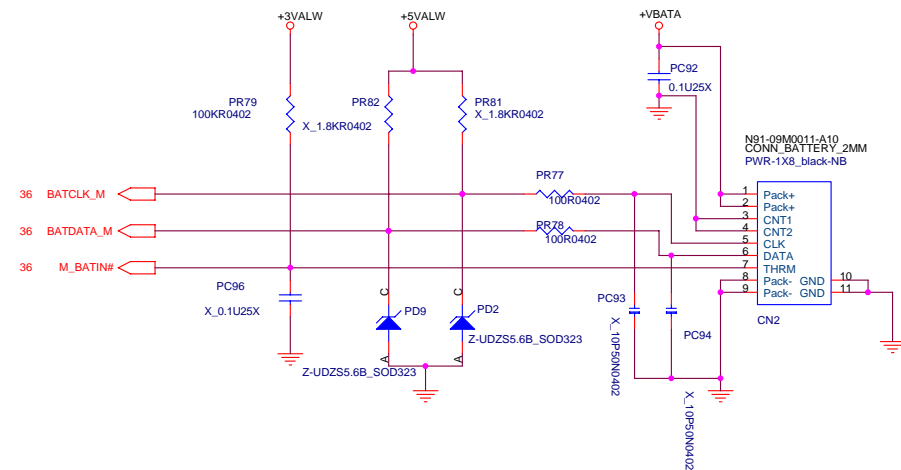 +3VALW
+5VALW
+VBATA
PC92
0.1U25X
PR79
100KR0402
PR82
X_1.8KR0402
PR81
X_1.8KR0402
N91-09M0011-A10
CONN_BATTERY_2MM
PWR-1X8_black-NB
PR77
100R0402
PR78
100R0402
36 BATCLK_M
36 BATDATA_M
36 M_BATIN#
1 Pack+
2 Pack+
3 CNT1
4 CNT2
5 CLK
6 DATA
7 THRM
8 Pack- GND 10
9 Pack- GND 11
CN2
PC96
X_0.1U25X
C
PD9
A
Z-UDZS5.6B_SOD323
C
PD2
A
Z-UDZS5.6B_SOD323
PC93
X_10P50N0402
PC94
X_10P50N0402